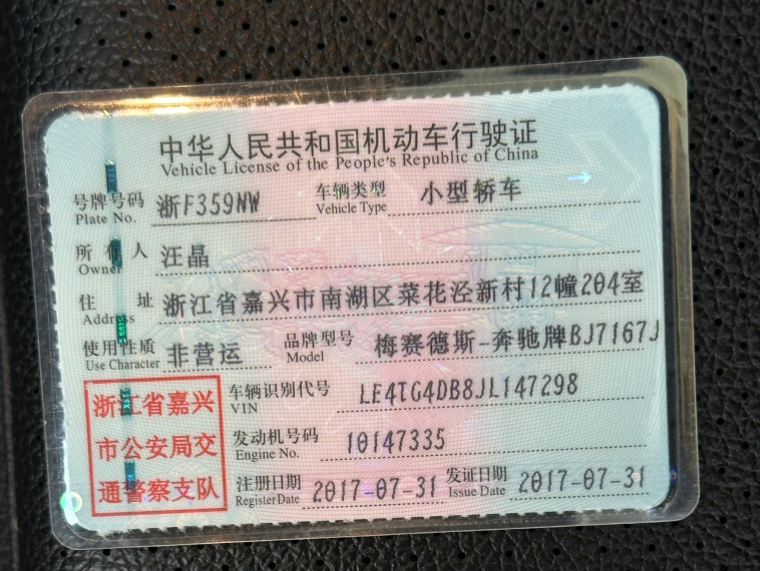 中华人民共和国机动车行驶证
Vehicle License of the People's Republic of China
号牌号码 浙F359NW 车辆类型 小型轿车
Plate No. Vehicle Type
所有人 汪晶
Owner
住址 浙江省嘉兴市南湖区菜花泾新村12幢204室
Address
使用性质 非营运 品牌型号 梅赛德斯-奔驰牌BJ7167J
Use Character Model
浙江省嘉兴
市公安局交
通警察支队
车辆识别代号 LE4TG4DB8JL147298
VIN
发动机号码 10147335
Engine No.
注册日期 2017-07-31 发证日期 2017-07-31
Register Date Issue Date